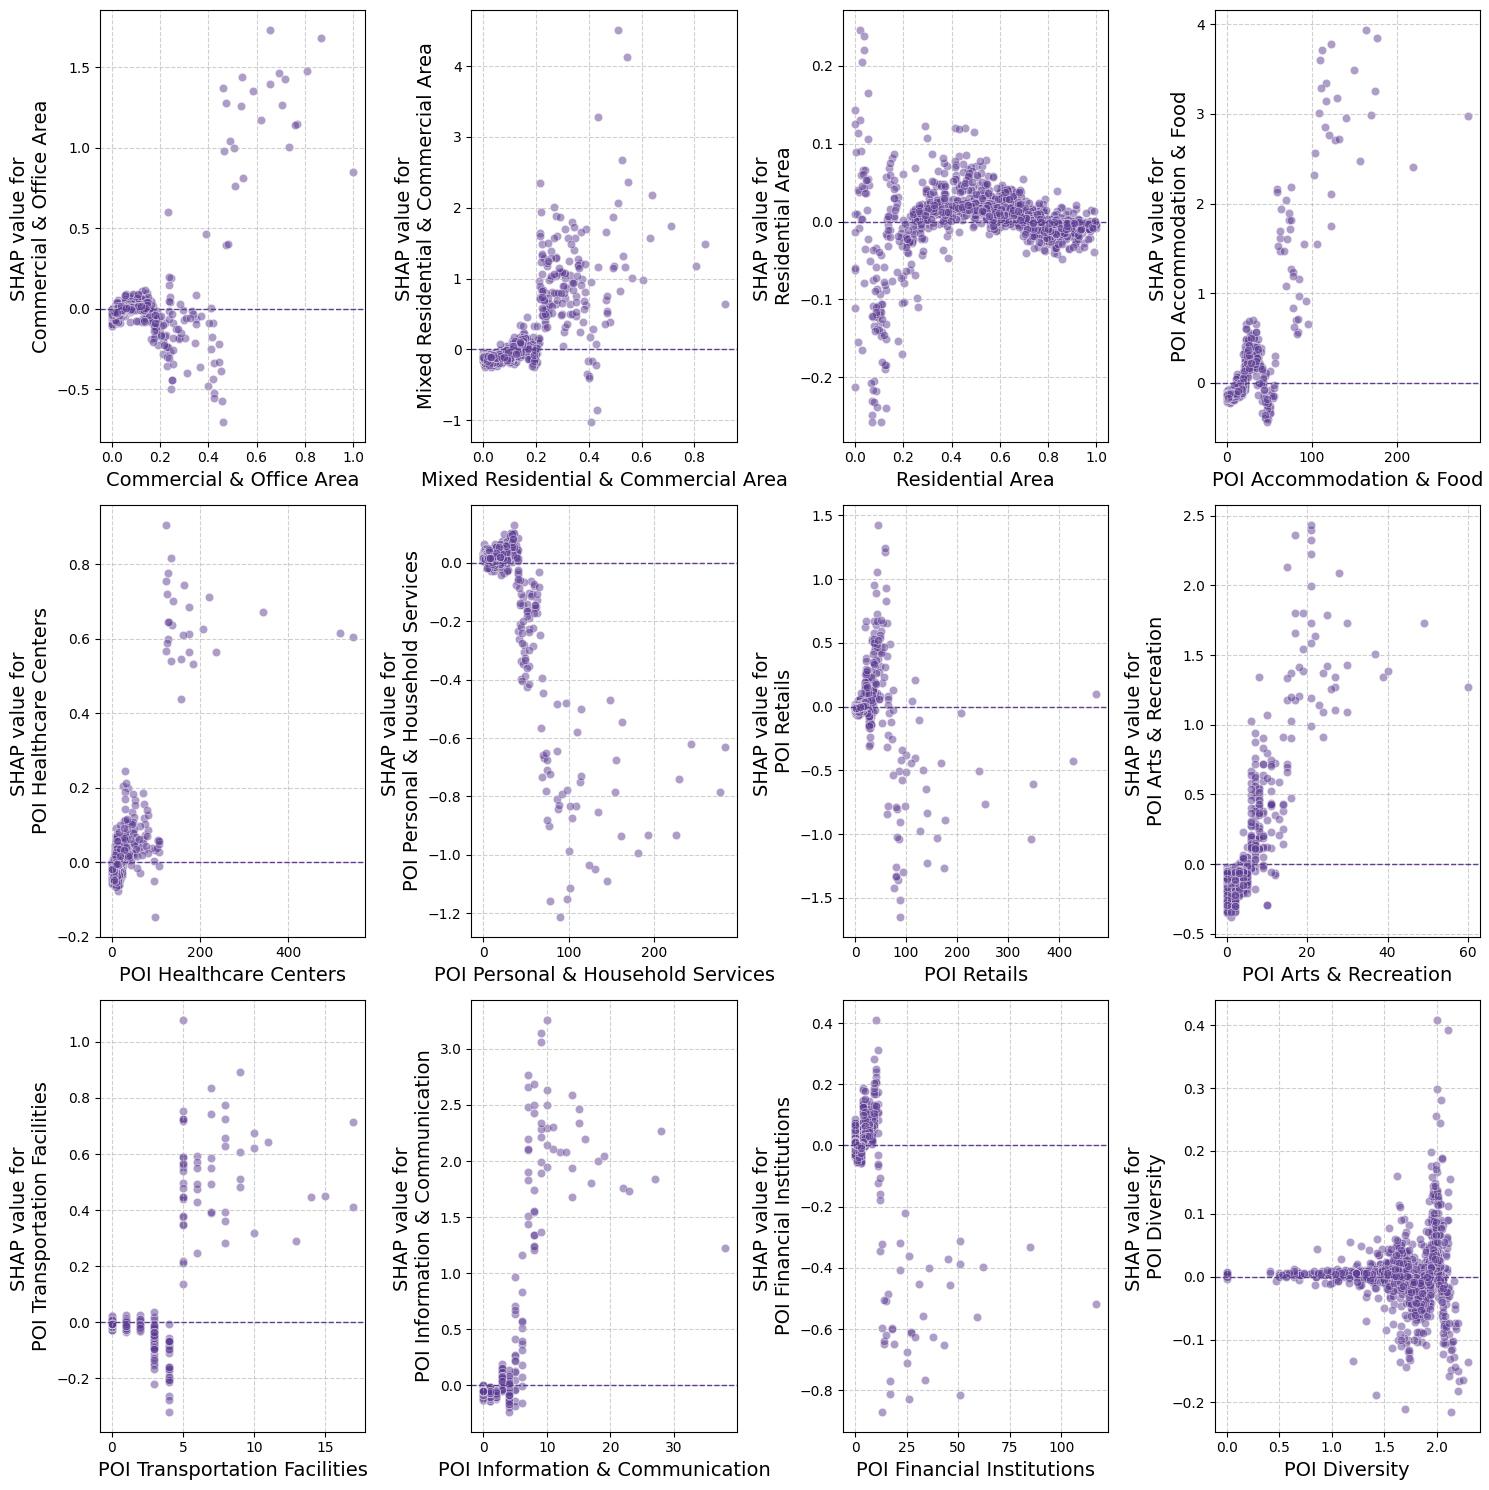 SHAP value for
Commercial & Office Area
1.5
1.0
0.5
0.0
−0.5
0.0 0.2 0.4 0.6 0.8 1.0
Commercial & Office Area
SHAP value for
Mixed Residential & Commercial Area
4
3
2
1
0
−1
0.0 0.2 0.4 0.6 0.8
Mixed Residential & Commercial Area
SHAP value for
Residential Area
0.2
0.1
0.0
−0.1
−0.2
0.0 0.2 0.4 0.6 0.8 1.0
Residential Area
SHAP value for
POI Accommodation & Food
4
3
2
1
0
0 100 200
POI Accommodation & Food
SHAP value for
POI Healthcare Centers
0.8
0.6
0.4
0.2
0.0
−0.2
0 200 400
POI Healthcare Centers
SHAP value for
POI Personal & Household Services
0.0
−0.2
−0.4
−0.6
−0.8
−1.0
−1.2
0 100 200
POI Personal & Household Services
SHAP value for
POI Retails
1.5
1.0
0.5
0.0
−0.5
−1.0
−1.5
0 100 200 300 400
POI Retails
SHAP value for
POI Arts & Recreation
2.5
2.0
1.5
1.0
0.5
0.0
−0.5
0 20 40 60
POI Arts & Recreation
SHAP value for
POI Transportation Facilities
1.0
0.8
0.6
0.4
0.2
0.0
−0.2
0 5 10 15
POI Transportation Facilities
SHAP value for
POI Information & Communication
3.0
2.5
2.0
1.5
1.0
0.5
0.0
0 10 20 30
POI Information & Communication
SHAP value for
POI Financial Institutions
0.4
0.2
0.0
−0.2
−0.4
−0.6
−0.8
0 25 50 75 100
POI Financial Institutions
SHAP value for
POI Diversity
0.4
0.3
0.2
0.1
0.0
−0.1
−0.2
0.0 0.5 1.0 1.5 2.0
POI Diversity